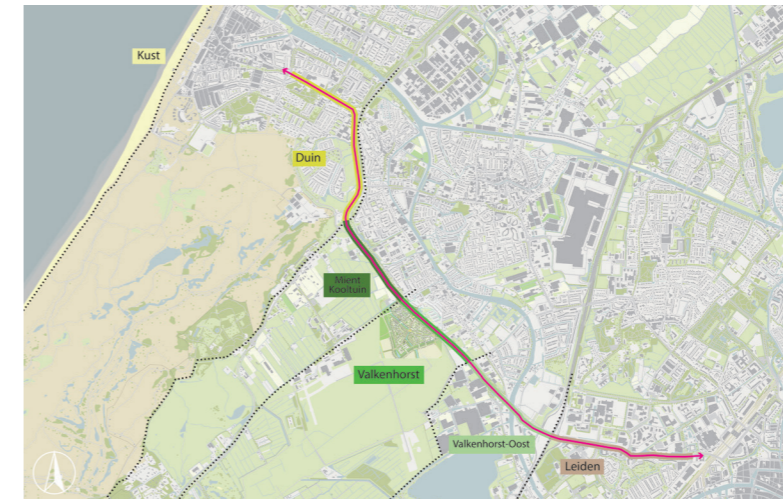 Kust
Duin
Mient
Kooltuin
Valkenhorst
Valkenhorst-Oost
Leiden